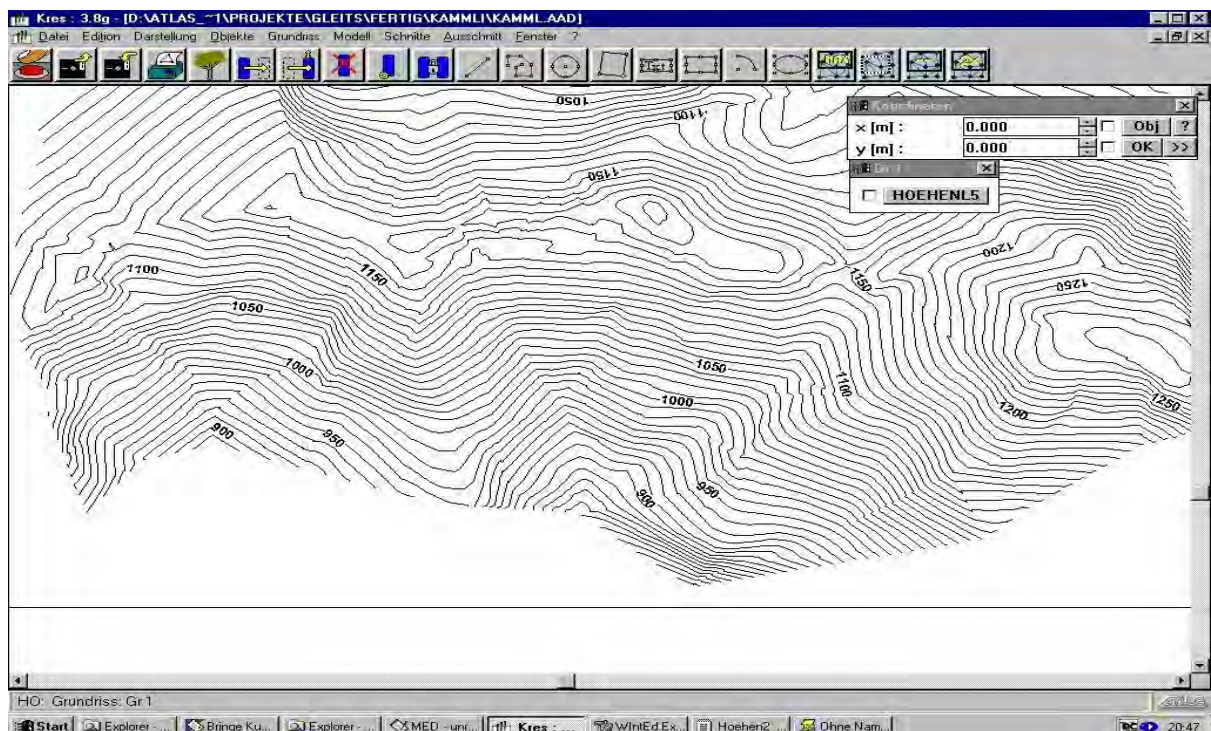 Kres : 3.8g - [D:\ATLAS_~1\PROJEKTE\GLEITS\FERTIG\KAMMLI\KAMML.AAD]
Datei Edition Darstellung Objekte Grundriss Modell Schnitte Ausschnitt Fenster ?
Text
1050
1100
Koordinaten
x [m] : 0.000 Obj ?
y [m] : 0.000 OK >>
1150
HOEHENL5
1200
1100
1150
1150
1250
1050
1050
1000
1100
1000
1200
1250
900
950
950
900
HO: Grundriss: Gr 1
Start Explorer - ... Bringe Ku... Explorer - ... MED - uni... Kres : ... WIntEd.Ex... Hoehen2 ... Ohne Nam... 20:47